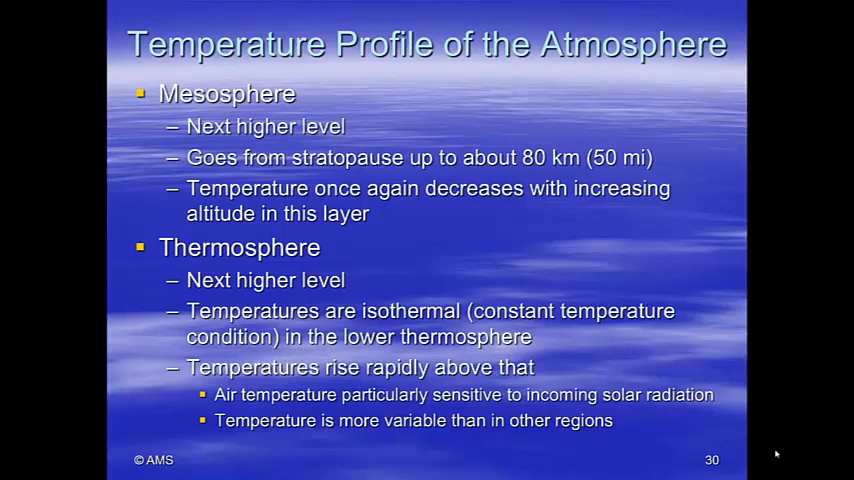 Temperature Profile of the Atmosphere
Mesosphere
– Next higher level
– Goes from stratopause up to about 80 km (50 mi)
– Temperature once again decreases with increasing
altitude in this layer
Thermosphere
– Next higher level
– Temperatures are isothermal (constant temperature
condition) in the lower thermosphere
– Temperatures rise rapidly above that
Air temperature particularly sensitive to incoming solar radiation
Temperature is more variable than in other regions
© AMS
30